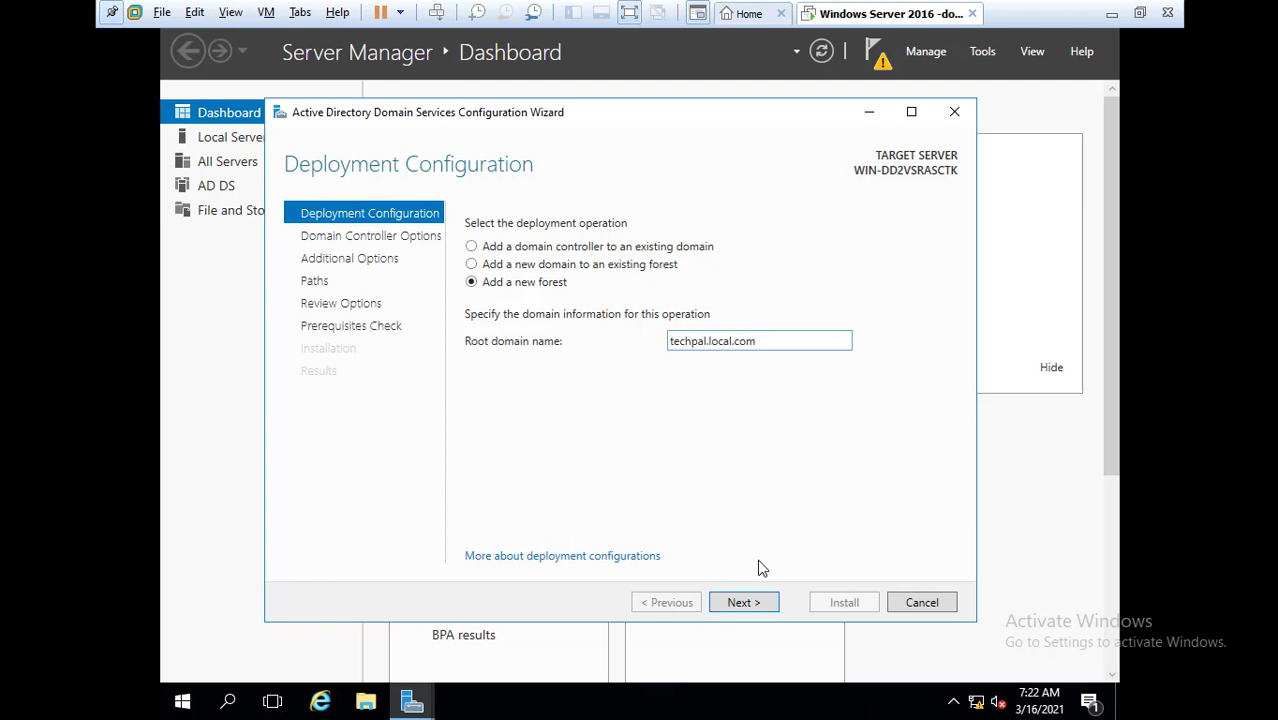 File Edit View VM Tabs Help Home Windows Server 2016 -do...
Server Manager Dashboard Manage Tools View Help
Dashboard
Local Server
All Servers
AD DS
File and Sto
Active Directory Domain Services Configuration Wizard
Deployment Configuration
TARGET SERVER
WIN-DD2VSRASCTK
Deployment Configuration
Domain Controller Options
Additional Options
Paths
Review Options
Prerequisites Check
Installation
Results
Select the deployment operation
Add a domain controller to an existing domain
Add a new domain to an existing forest
Add a new forest
Specify the domain information for this operation
Root domain name: techpal.local.com
Hide
More about deployment configurations
< Previous Next > Install Cancel
BPA results
Activate Windows
Go to Settings to activate Windows.
7:22 AM
3/16/2021
1